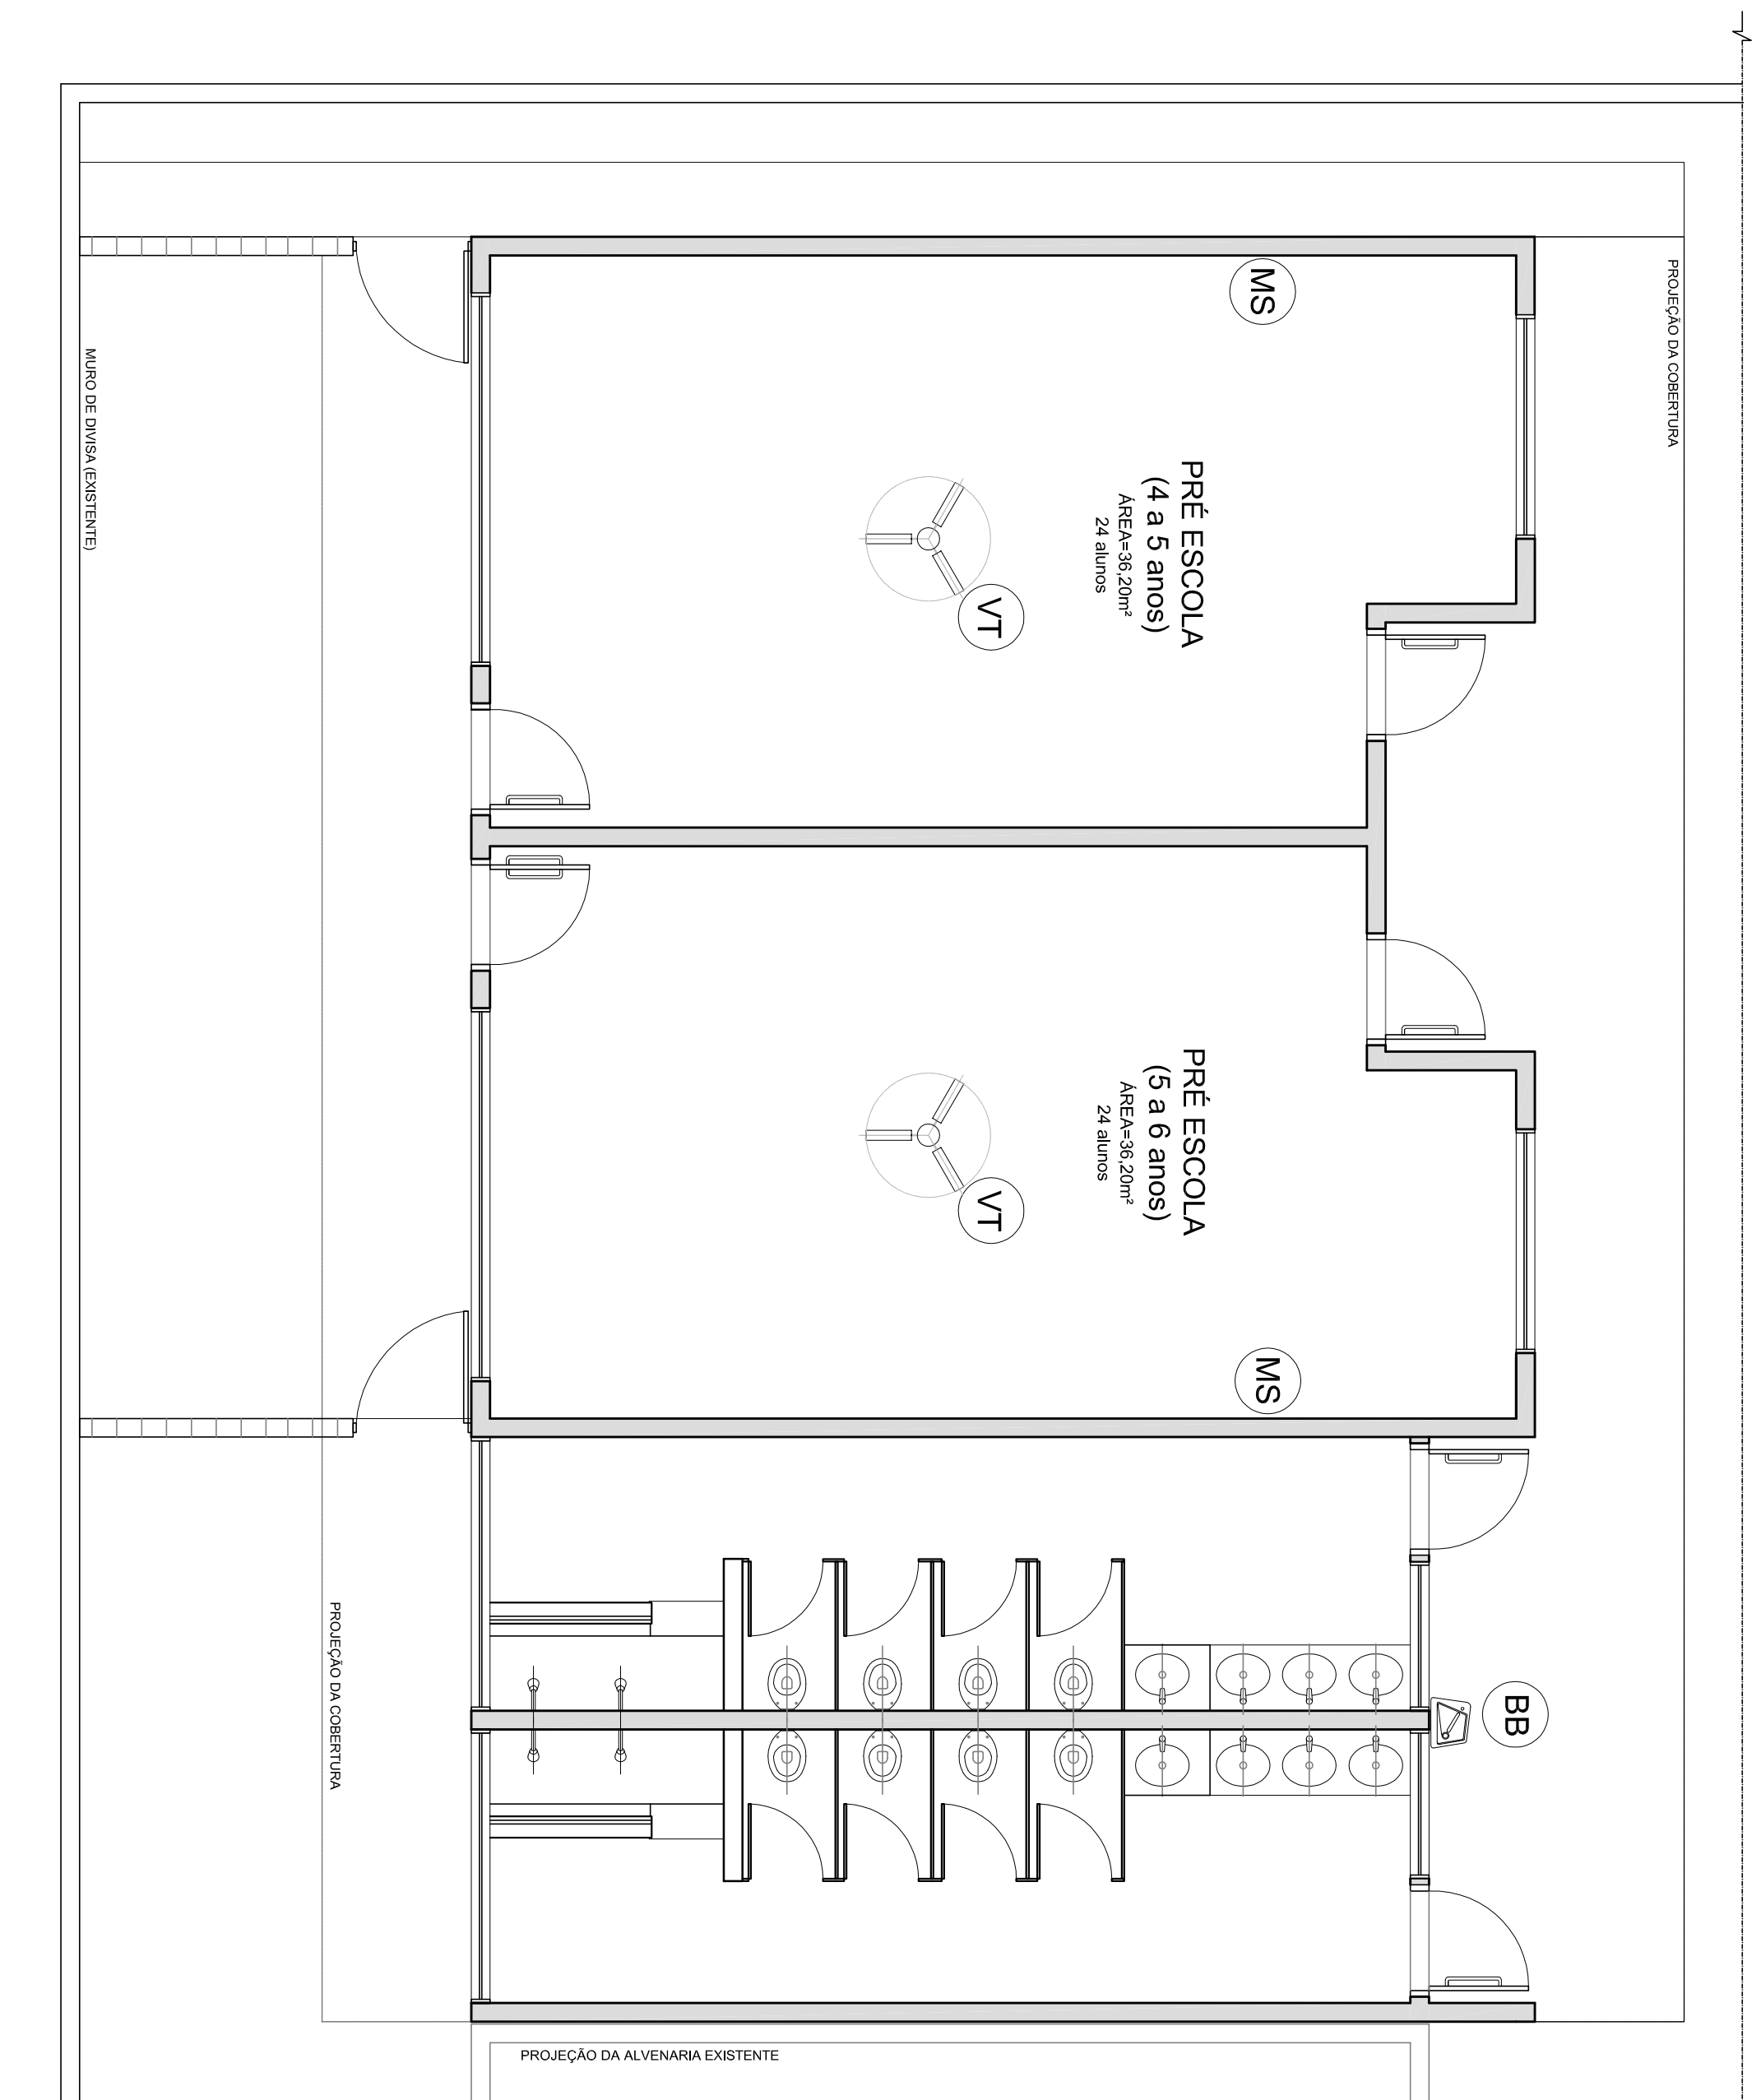 PROJEÇÃO DA COBERTURA
MS
PRÉ ESCOLA
(4 a 5 anos)
ÁREA=36,20m²
24 alunos
VT
MURO DE DIVISA (EXISTENTE)
PRÉ ESCOLA
(5 a 6 anos)
ÁREA=36,20m²
24 alunos
VT
MS
BB
PROJEÇÃO DA COBERTURA
PROJEÇÃO DA ALVENARIA EXISTENTE